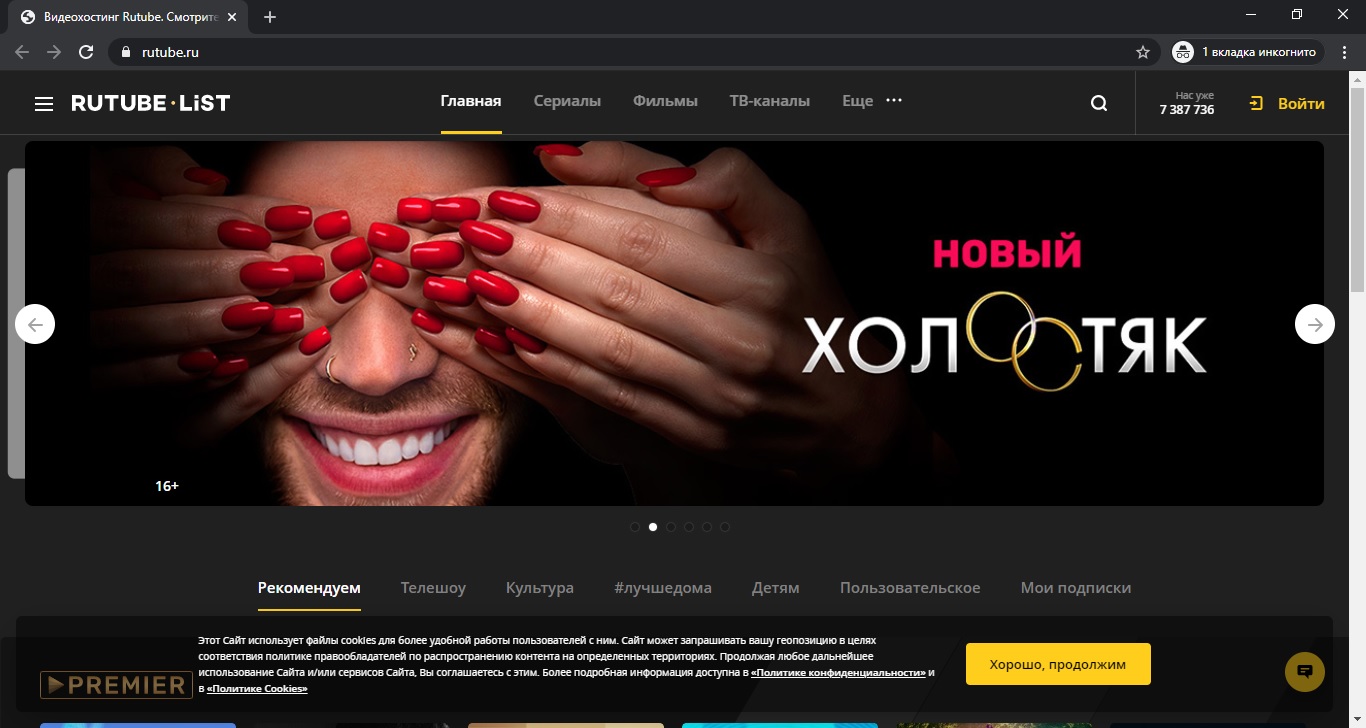 Видеохостинг Rutube. Смотрите
rutube.ru
1 вкладка инкогнито
RUTUBE·LiST
Главная
Сериалы
Фильмы
ТВ-каналы
Еще
Нас уже
7 387 736
Войти
НОВЫЙ
ХОЛОСТЯК
16+
Рекомендуем
Телешоу
Культура
#лучшедома
Детям
Пользовательское
Мои подписки
Этот Сайт использует файлы cookies для более удобной работы пользователей с ним. Сайт может запрашивать вашу геопозицию в целях
соответствия политике правообладателей по распространению контента на определенных территориях. Продолжая любое дальнейшее
использование Сайта и/или сервисов Сайта, Вы соглашаетесь с этим. Более подробная информация доступна в «Политике конфиденциальности» и
в «Политике Cookies»
Хорошо, продолжим
PREMIER